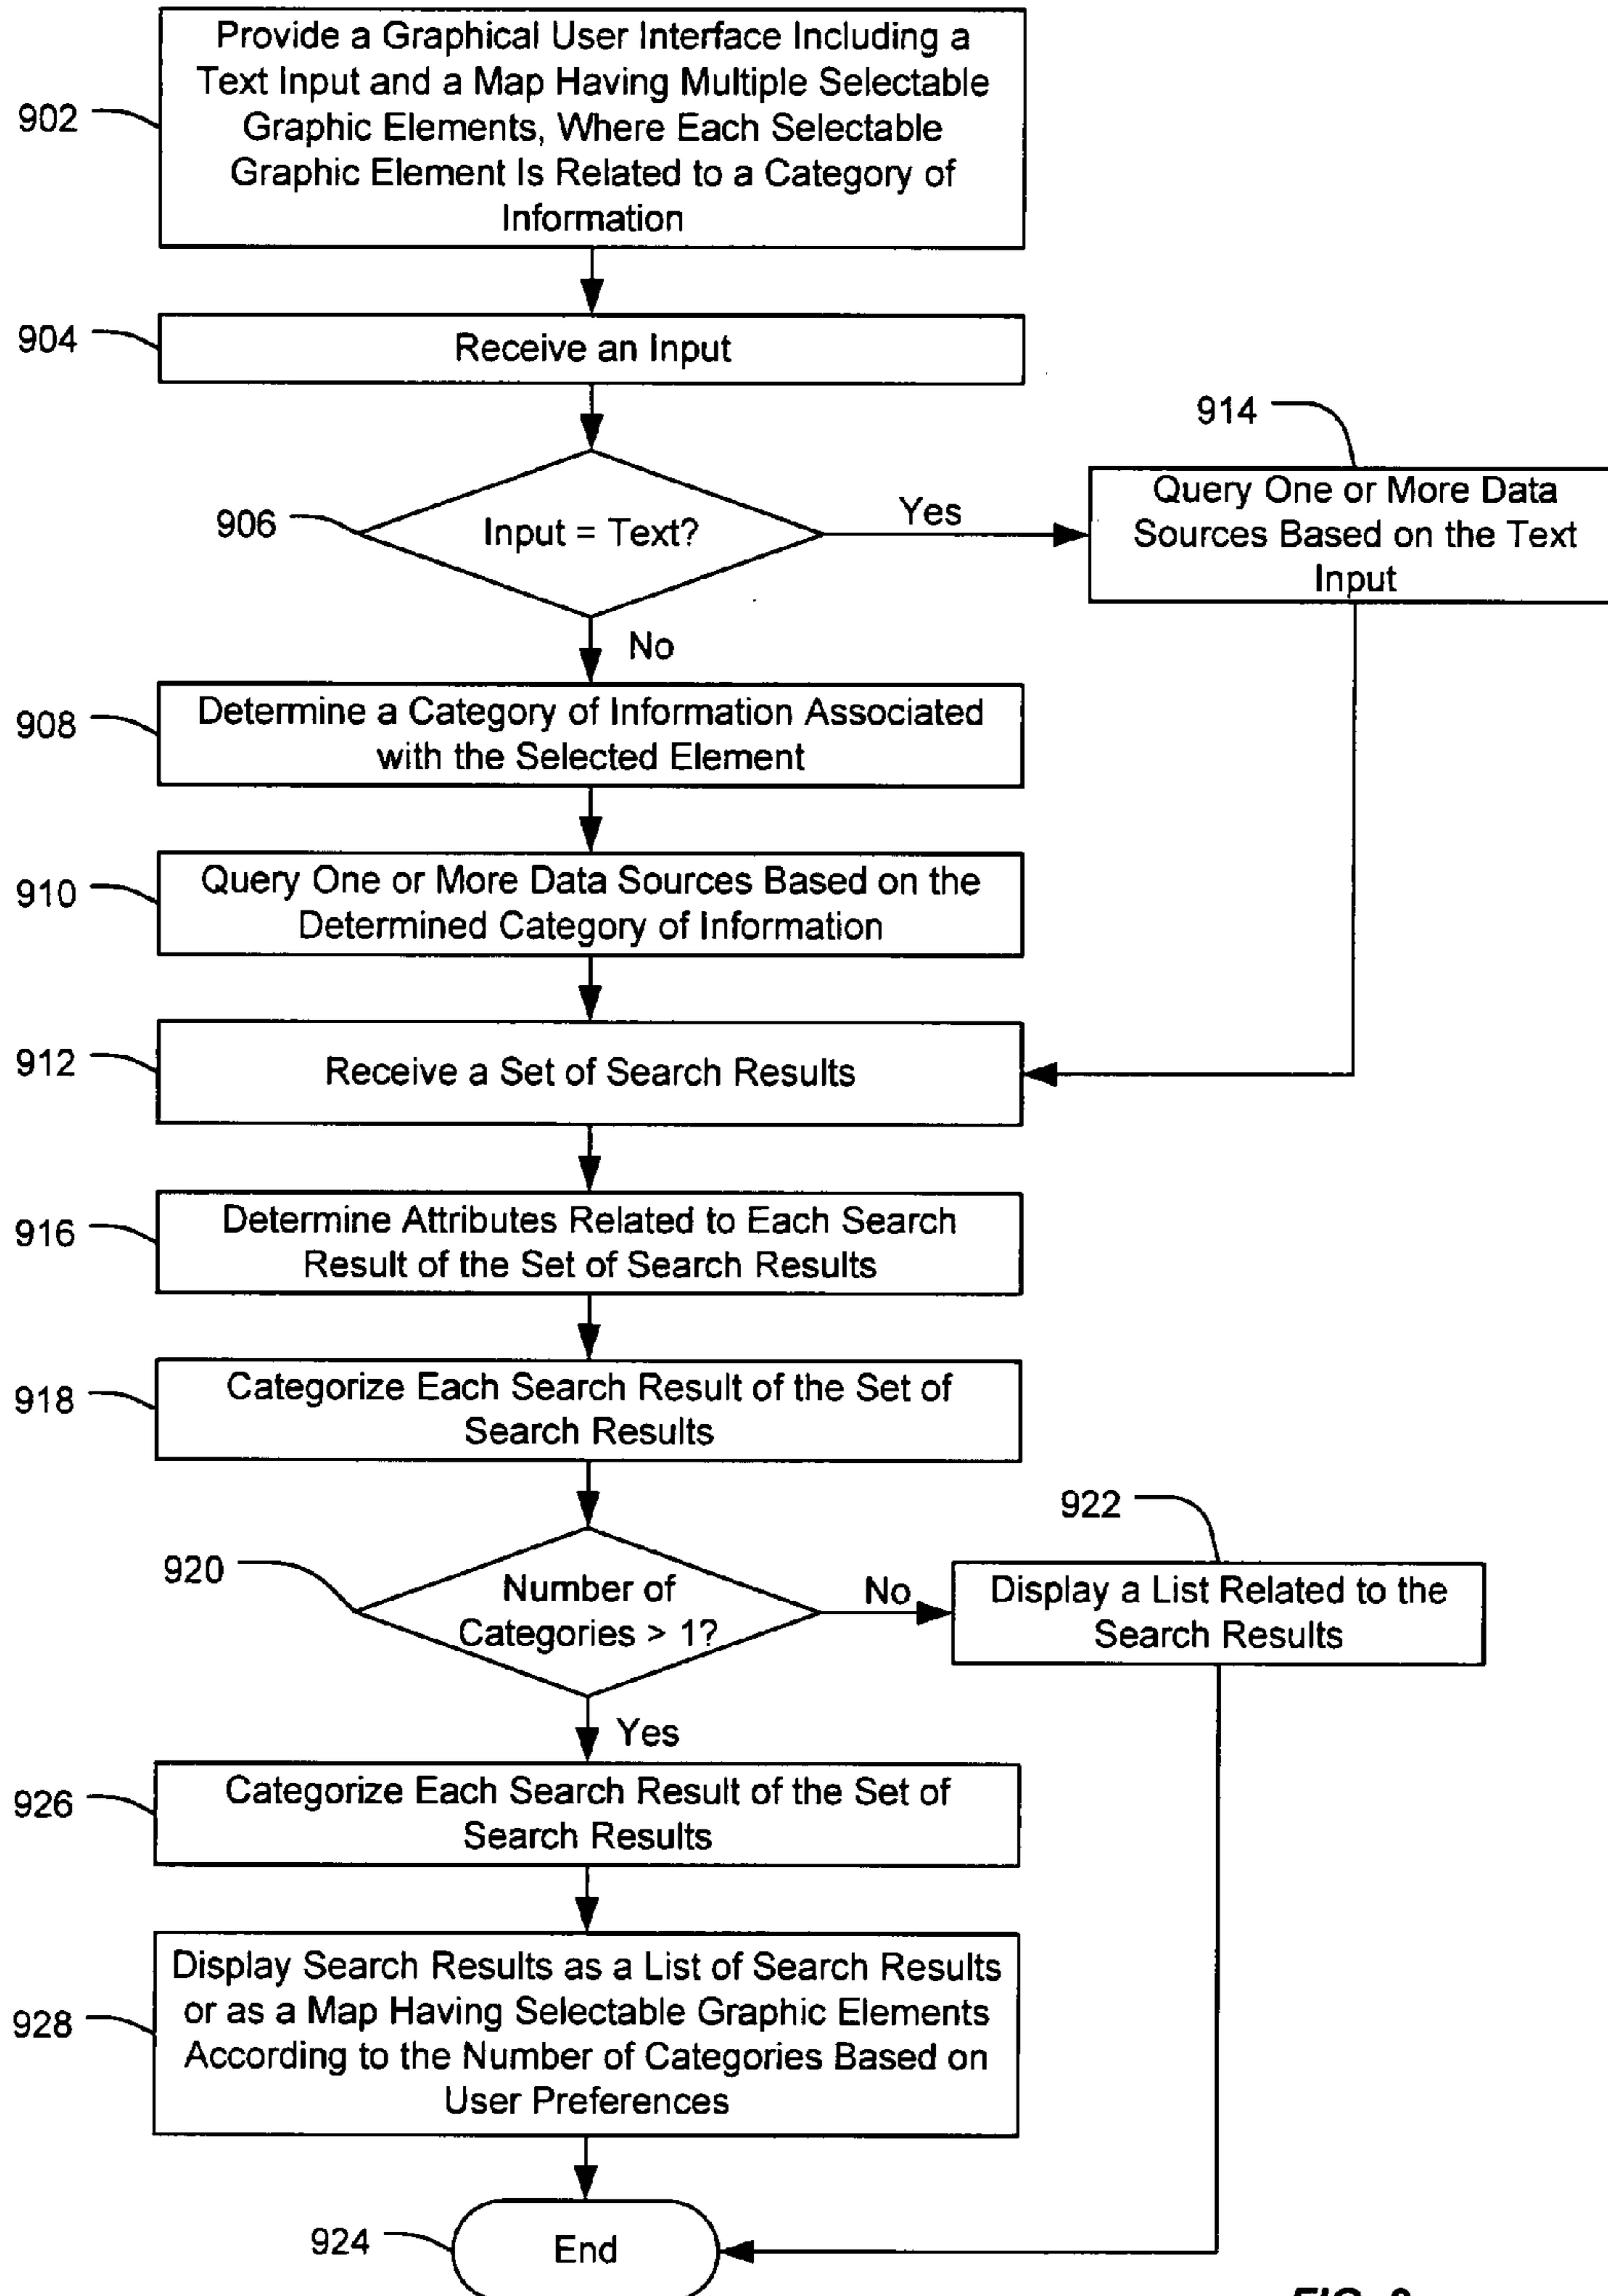 902
Provide a Graphical User Interface Including a
Text Input and a Map Having Multiple Selectable
Graphic Elements, Where Each Selectable
Graphic Element Is Related to a Category of
Information
904
Receive an Input
906
Input = Text?
Yes
914
Query One or More Data
Sources Based on the Text
Input
No
908
Determine a Category of Information Associated
with the Selected Element
910
Query One or More Data Sources Based on the
Determined Category of Information
912
Receive a Set of Search Results
916
Determine Attributes Related to Each Search
Result of the Set of Search Results
918
Categorize Each Search Result of the Set of
Search Results
920
Number of
Categories > 1?
No
922
Display a List Related to the
Search Results
Yes
926
Categorize Each Search Result of the Set of
Search Results
928
Display Search Results as a List of Search Results
or as a Map Having Selectable Graphic Elements
According to the Number of Categories Based on
User Preferences
924
End